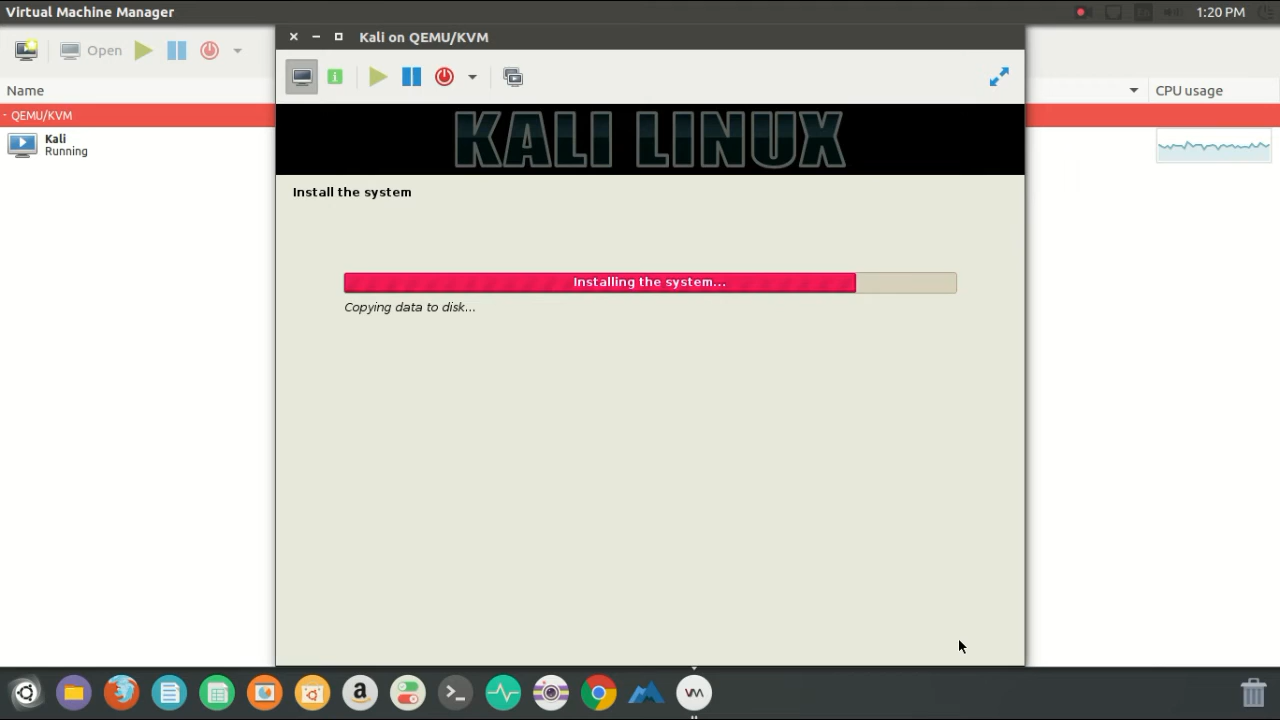 Virtual Machine Manager
1:20 PM
Kali on QEMU/KVM
Open
Name
CPU usage
- QEMU/KVM
Kali
Running
KALI LINUX
Install the system
Installing the system...
Copying data to disk...